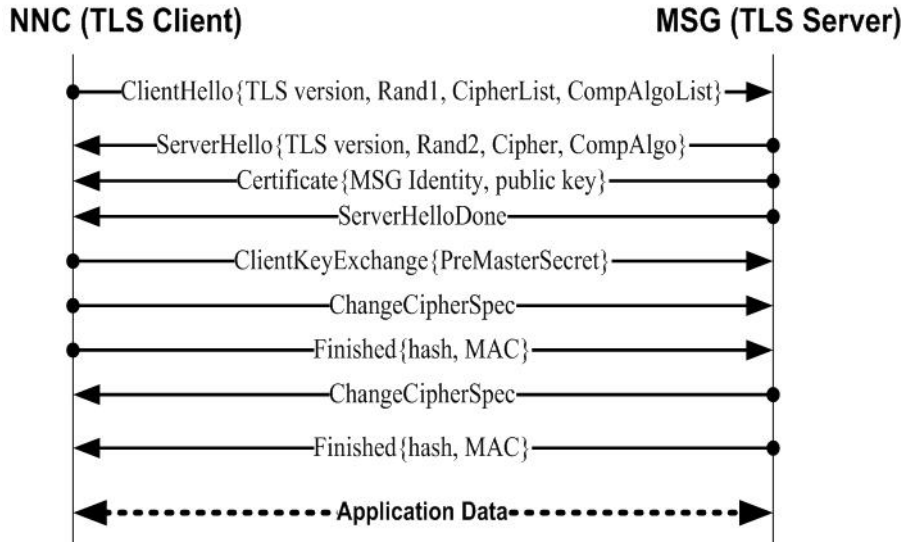 NNC (TLS Client)
MSG (TLS Server)
ClientHello{TLS version, Rand1, CipherList, CompAlgoList}
ServerHello{TLS version, Rand2, Cipher, CompAlgo}
Certificate{MSG Identity, public key}
ServerHelloDone
ClientKeyExchange{PreMasterSecret}
ChangeCipherSpec
Finished{hash, MAC}
ChangeCipherSpec
Finished{hash, MAC}
Application Data